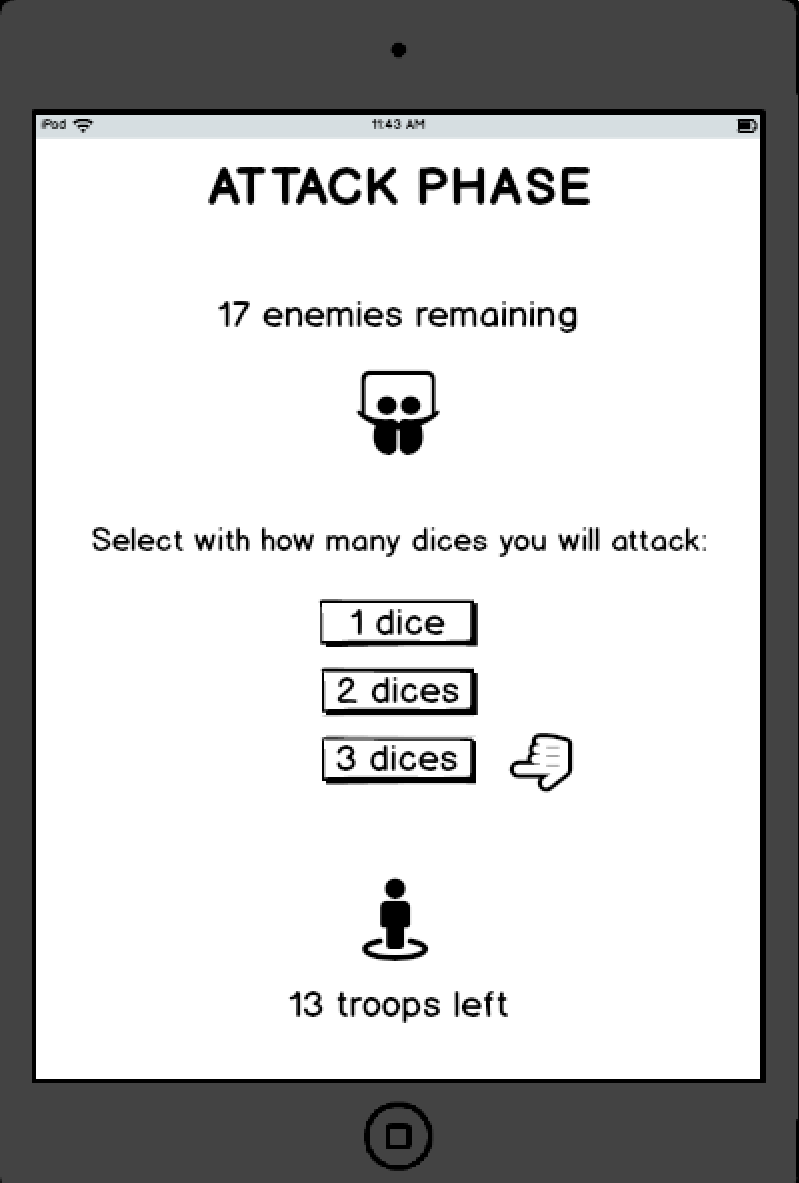 iPod
11:43 AM
ATTACK PHASE
17 enemies remaining
Select with how many dices you will attack:
1 dice
2 dices
3 dices
13 troops left